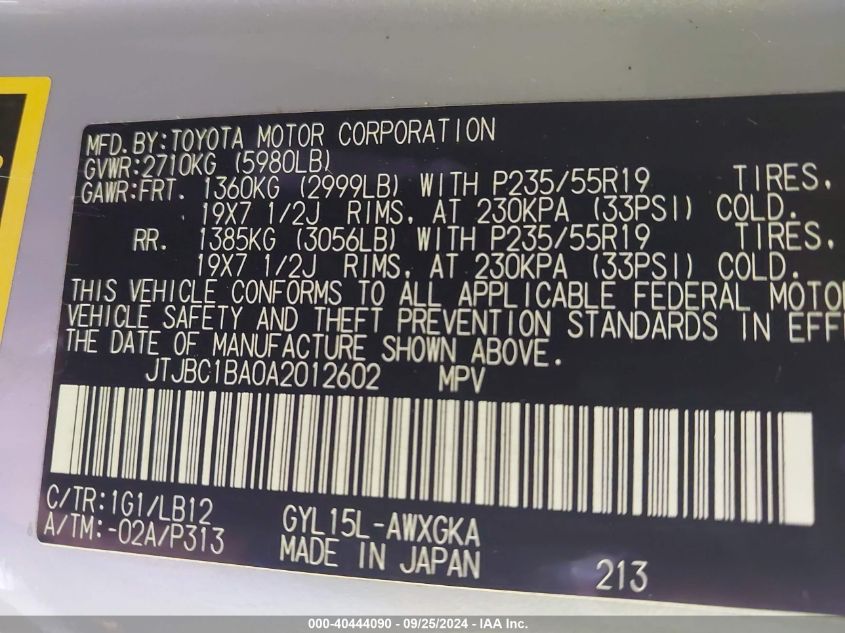 MFD.BY:TOYOTA MOTOR CORPORATION
GVWR:2710KG (5980LB)
GAWR:FRT. 1360KG (2999LB) WITH P235/55R19 TIRES,
19X7 1/2J RIMS, AT 230KPA (33PSI) COLD.
RR. 1385KG (3056LB) WITH P235/55R19 TIRES,
19X7 1/2J RIMS, AT 230KPA (33PSI) COLD.
THIS VEHICLE CONFORMS TO ALL APPLICABLE FEDERAL MOTO
VEHICLE SAFETY AND THEFT PREVENTION STANDARDS IN EFF
THE DATE OF MANUFACTURE SHOWN ABOVE.
JTJBC1BA0A2012602 MPV
C/TR:1G1/LB12 GYL15L-AWXGKA
A/TM:-02A/P313 MADE IN JAPAN 213
000-40444090 - 09/25/2024 - IAA Inc.